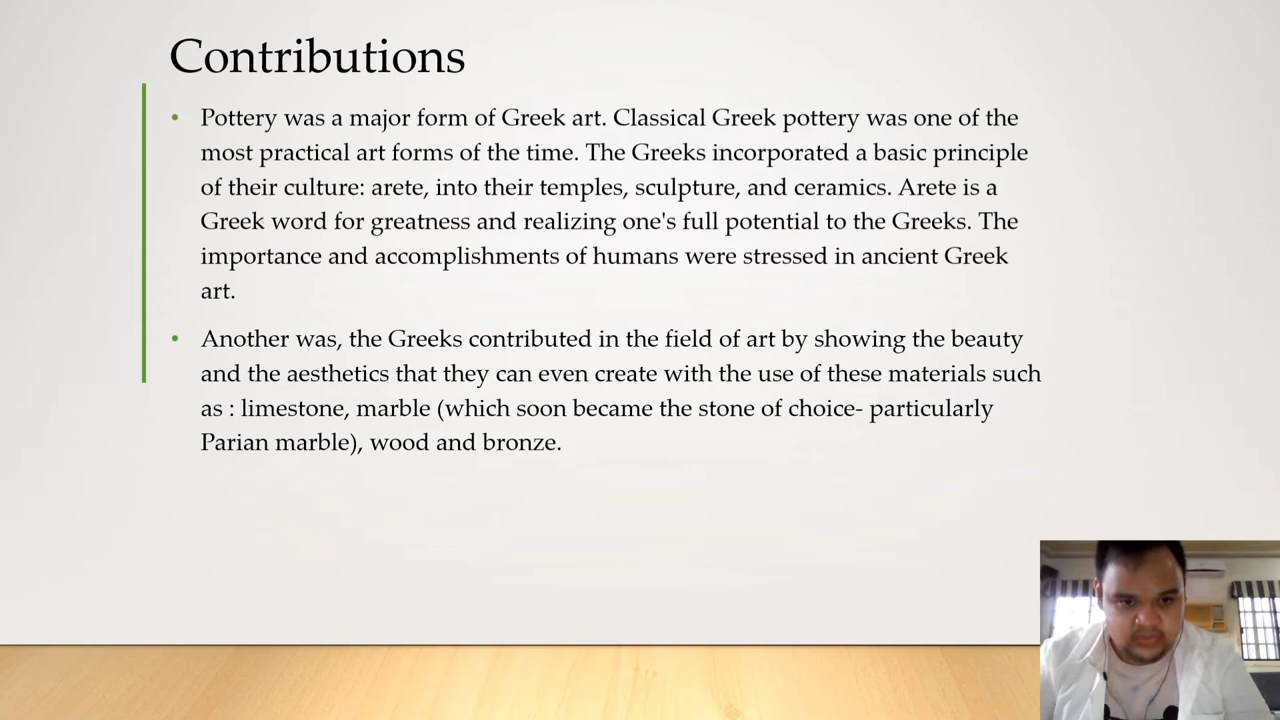 Contributions
• Pottery was a major form of Greek art. Classical Greek pottery was one of the
most practical art forms of the time. The Greeks incorporated a basic principle
of their culture: arete, into their temples, sculpture, and ceramics. Arete is a
Greek word for greatness and realizing one's full potential to the Greeks. The
importance and accomplishments of humans were stressed in ancient Greek
art.
• Another was, the Greeks contributed in the field of art by showing the beauty
and the aesthetics that they can even create with the use of these materials such
as : limestone, marble (which soon became the stone of choice- particularly
Parian marble), wood and bronze.